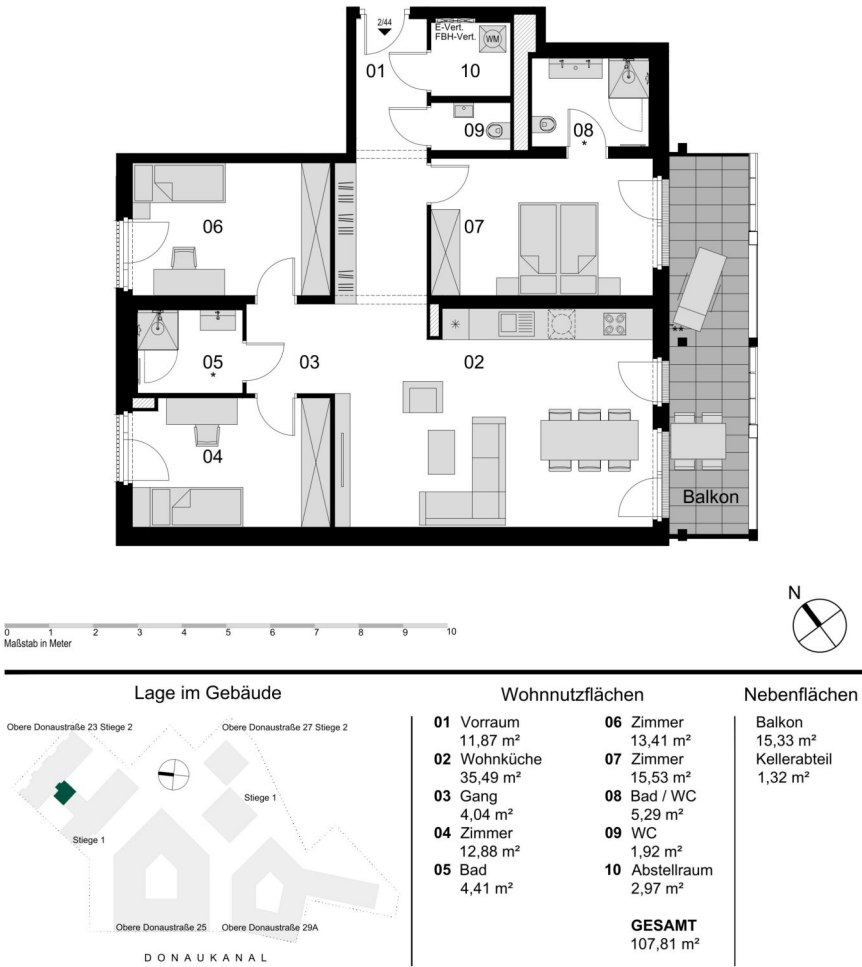 2/44
E-Vert.
FBH-Vert.
WM
01
10
09
08
*
06
07
05
*
03
02
*
**
04
Balkon
N
0 1 2 3 4 5 6 7 8 9 10
Maßstab in Meter
Lage im Gebäude
Obere Donaustraße 23 Stiege 2
Obere Donaustraße 27 Stiege 2
Stiege 1
Stiege 1
Obere Donaustraße 25
Obere Donaustraße 29A
DONAUKANAL
Wohnnutzflächen
01 Vorraum
11,87 m²
02 Wohnküche
35,49 m²
03 Gang
4,04 m²
04 Zimmer
12,88 m²
05 Bad
4,41 m²
06 Zimmer
13,41 m²
07 Zimmer
15,53 m²
08 Bad / WC
5,29 m²
09 WC
1,92 m²
10 Abstellraum
2,97 m²
GESAMT
107,81 m²
Nebenflächen
Balkon
15,33 m²
Kellerabteil
1,32 m²